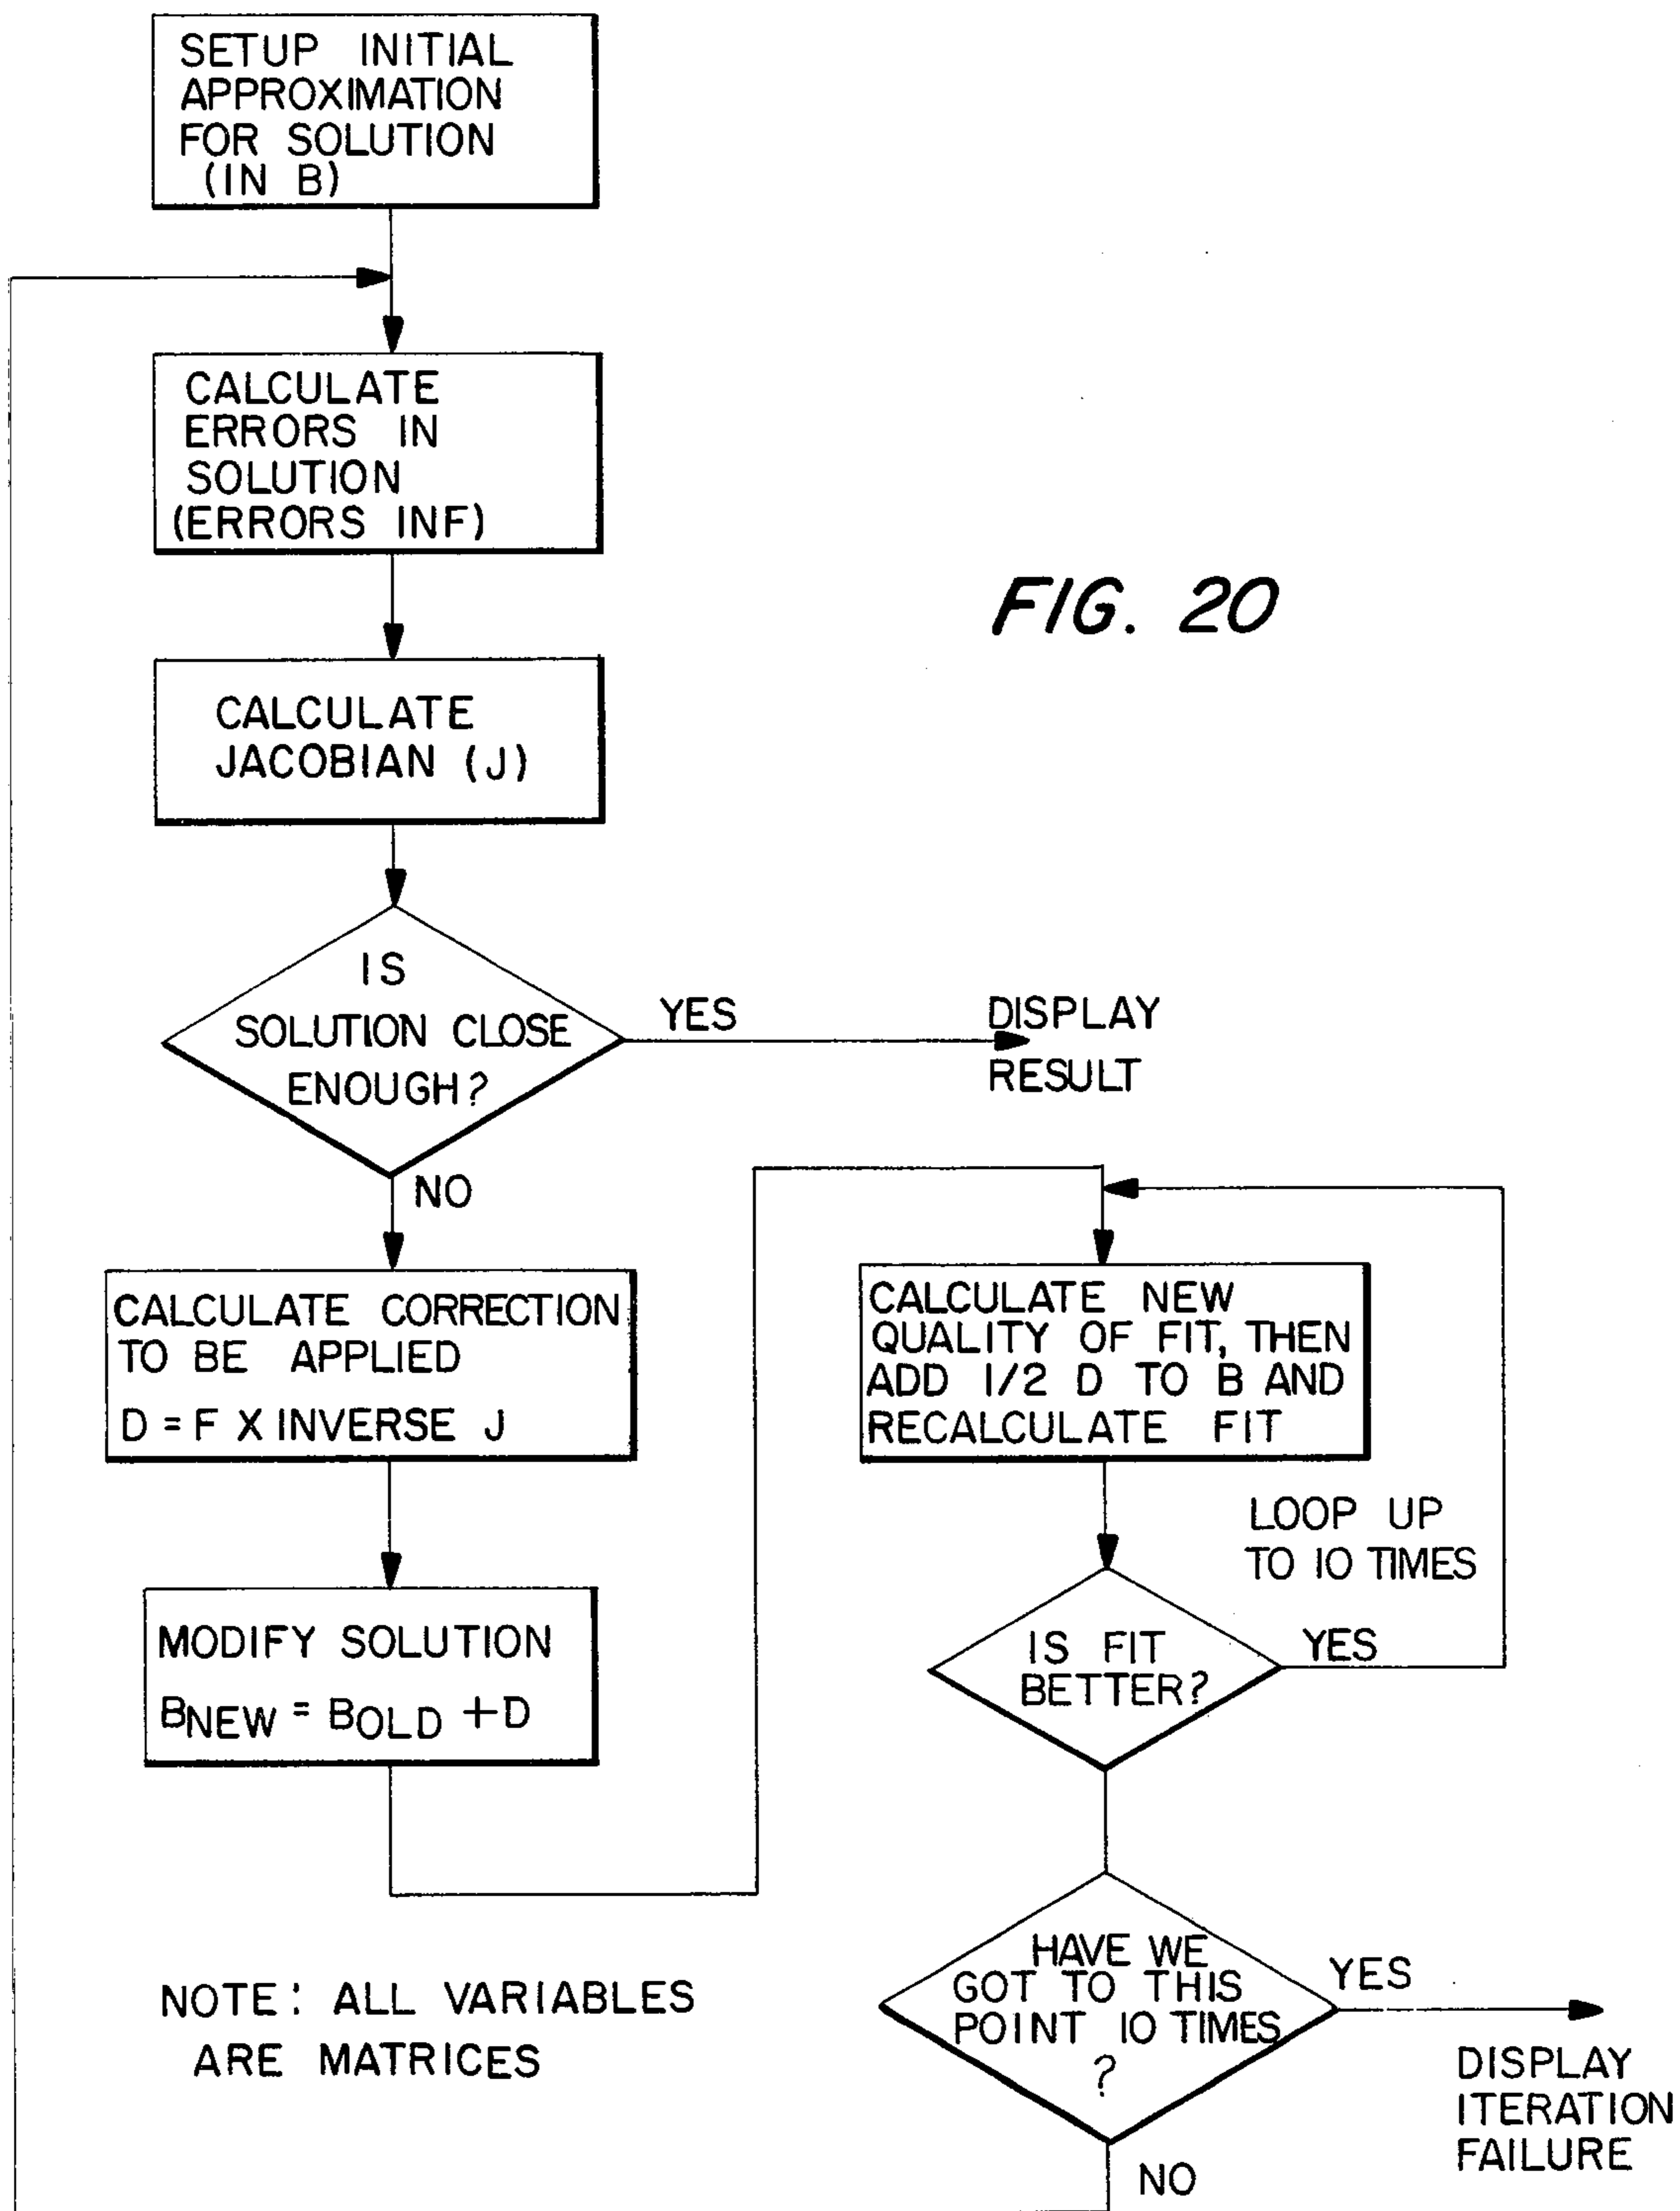 SETUP INITIAL
APPROXIMATION
FOR SOLUTION
(IN B)
CALCULATE
ERRORS IN
SOLUTION
(ERRORS INF)
FIG. 20
CALCULATE
JACOBIAN (J)
IS
SOLUTION CLOSE
ENOUGH?
YES
DISPLAY
RESULT
NO
CALCULATE CORRECTION
TO BE APPLIED
D = F X INVERSE J
MODIFY SOLUTION
BNEW = BOLD + D
CALCULATE NEW
QUALITY OF FIT, THEN
ADD 1/2 D TO B AND
RECALCULATE FIT
LOOP UP
TO 10 TIMES
IS FIT
BETTER?
YES
HAVE WE
GOT TO THIS
POINT 10 TIMES
?
YES
DISPLAY
ITERATION
FAILURE
NO
NOTE: ALL VARIABLES
ARE MATRICES